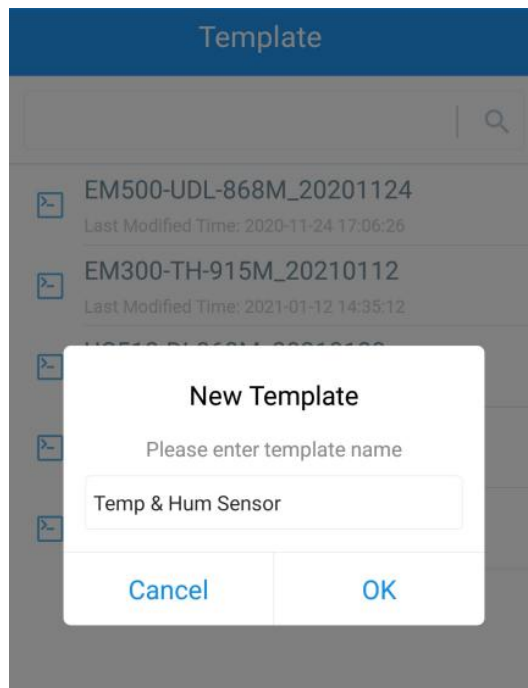 Template
EM500-UDL-868M_20201124
Last Modified Time: 2020-11-24 17:06:26
EM300-TH-915M_20210112
Last Modified Time: 2021-01-12 14:35:12
New Template
Please enter template name
Temp & Hum Sensor
Cancel
OK